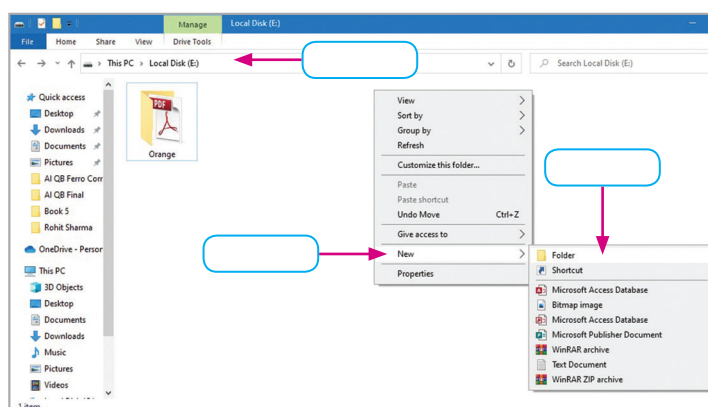 Manage
Local Disk (E:)
File Home Share View Drive Tools
This PC > Local Disk (E:)
Search Local Disk (E:)
Quick access
Desktop
Downloads
Documents
Pictures
AI QB Ferro Corr
AI QB Final
Book 5
Rohit Sharma
OneDrive - Person
This PC
3D Objects
Desktop
Documents
Downloads
Music
Pictures
Videos
1 item
PDF
Orange
View
Sort by
Group by
Refresh
Customize this folder...
Paste
Paste shortcut
Undo Move Ctrl+Z
Give access to
New
Properties
Folder
Shortcut
Microsoft Access Database
Bitmap image
Microsoft Access Database
Microsoft Publisher Document
WinRAR archive
Text Document
WinRAR ZIP archive